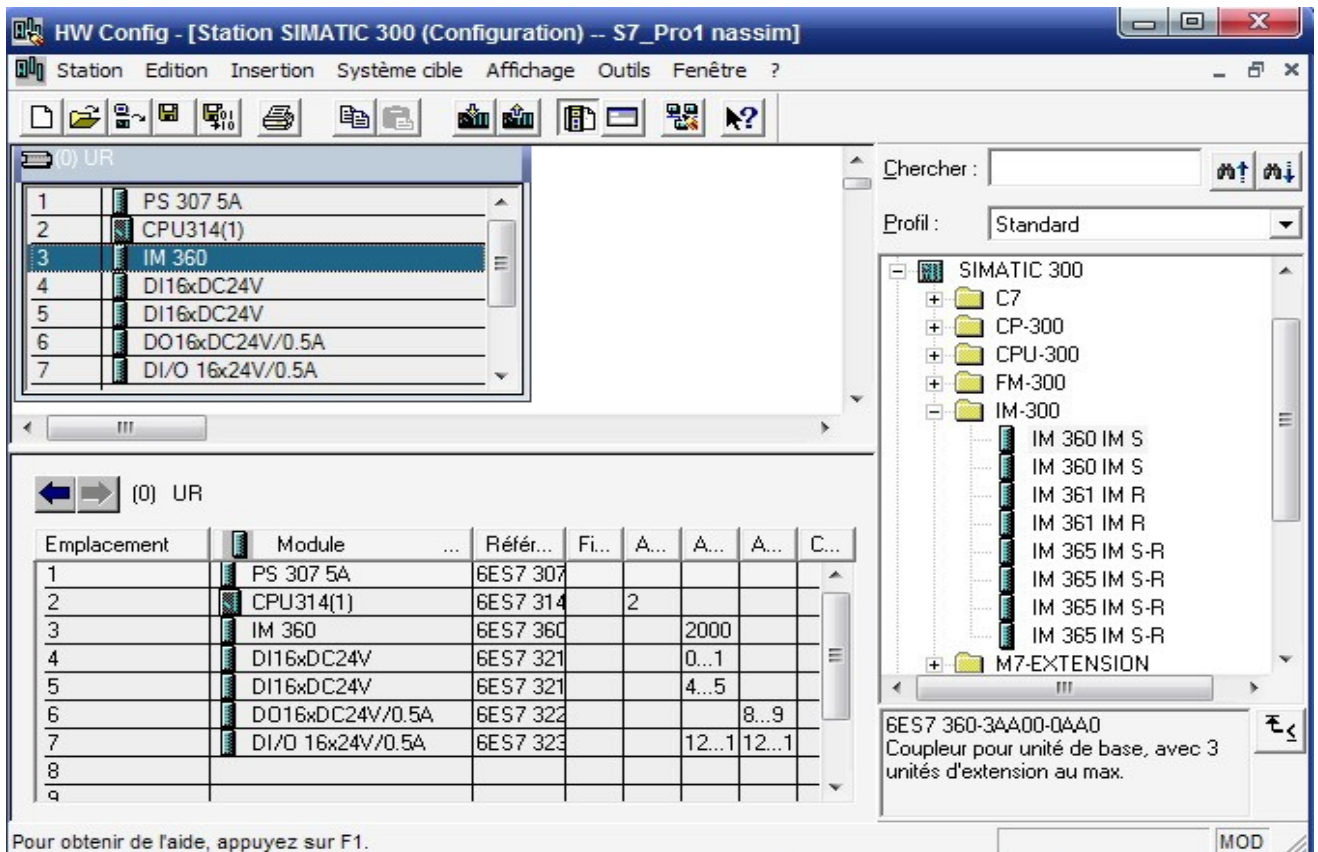 HW Config - [Station SIMATIC 300 (Configuration) -- S7_Pro1 nassim]
Station Edition Insertion Système cible Affichage Outils Fenêtre ?
(0) UR
1 PS 307 5A
2 CPU314(1)
3 IM 360
4 DI16xDC24V
5 DI16xDC24V
6 DO16xDC24V/0.5A
7 DI/O 16x24V/0.5A
(0) UR
Emplacement Module ... Référ... Fi... A... A... A... C...
1 PS 307 5A 6ES7 307
2 CPU314(1) 6ES7 314 2
3 IM 360 6ES7 360 2000
4 DI16xDC24V 6ES7 321 0...1
5 DI16xDC24V 6ES7 321 4...5
6 DO16xDC24V/0.5A 6ES7 322 8...9
7 DI/O 16x24V/0.5A 6ES7 323 12...1 12...1
8
9
Chercher :
Profil : Standard
SIMATIC 300
C7
CP-300
CPU-300
FM-300
IM-300
IM 360 IM S
IM 360 IM S
IM 361 IM R
IM 361 IM R
IM 365 IM S-R
IM 365 IM S-R
IM 365 IM S-R
IM 365 IM S-R
M7-EXTENSION
6ES7 360-3AA00-0AA0
Coupleur pour unité de base, avec 3
unités d'extension au max.
Pour obtenir de l'aide, appuyez sur F1.
MOD